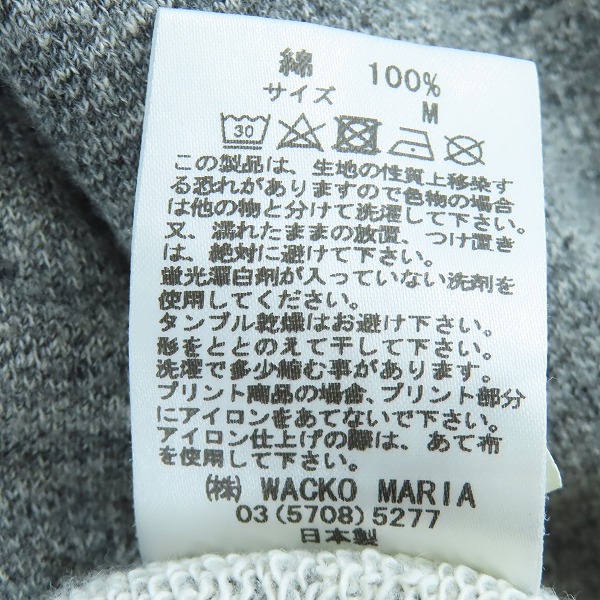 綿 100%
サイズ M
30
この製品は、生地の性質上移染す
る恐れがありますので色物の場合
は他の物と分けて洗濯して下さい。
又、濡れたままの放置、つけ置き
は、絶対に避けて下さい。
蛍光漂白剤が入っていない洗剤を
使用してください。
タンブル乾燥はお避け下さい。
形をととのえて干して下さい。
洗濯で多少縮む事があります。
プリント商品の場合、プリント部分
にアイロンをあてないで下さい。
アイロン仕上げの際は、あて布
を使用して下さい。
(株) WACKO MARIA
03(5708)5277
日本製